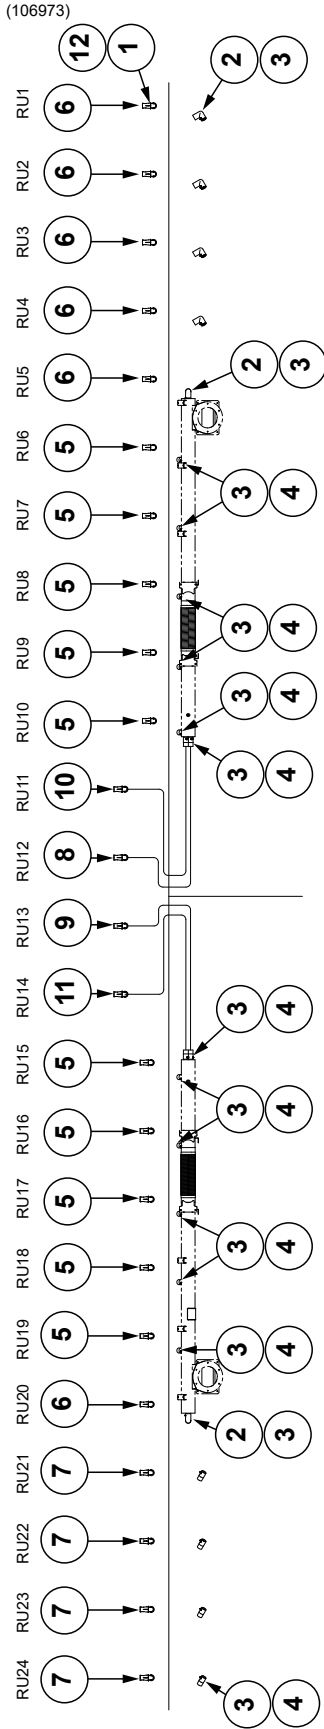 (106973)
12 1
2 3
RU1 6
RU2 6
RU3 6
RU4 6
RU5 6
2 3
RU6 5
3 4
RU7 5
RU8 5
3 4
RU9 5
3 4
RU10 5
3 4
RU11 10
RU12 8
RU13 9
RU14 11
3 4
RU15 5
3 4
RU16 5
RU17 5
3 4
RU18 5
RU19 5
3 4
RU20 6
2 3
RU21 7
RU22 7
RU23 7
RU24 7
3 4